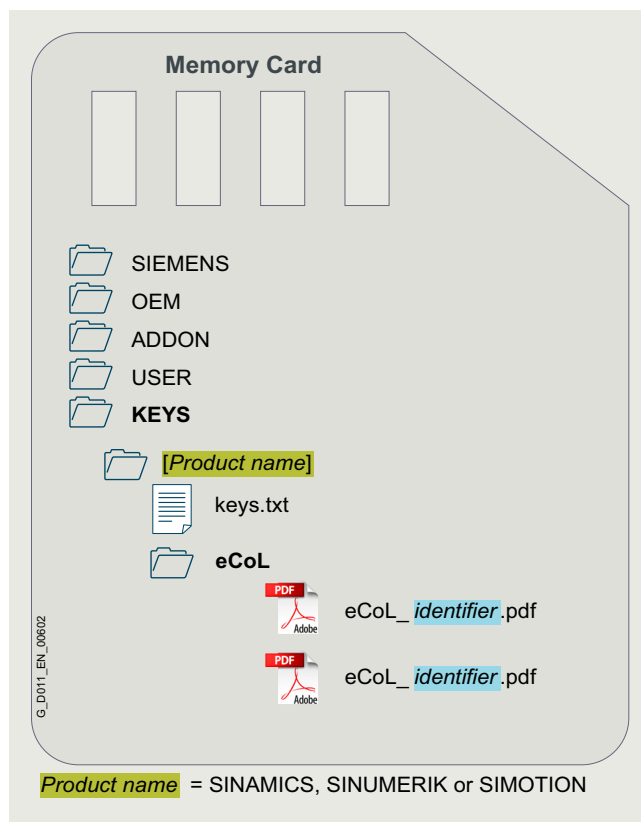 Memory Card
SIEMENS
OEM
ADDON
USER
KEYS
[Product name]
keys.txt
eCoL
PDF
Adobe
eCoL_ identifier.pdf
PDF
Adobe
eCoL_ identifier.pdf
G_D011_EN_00602
Product name = SINAMICS, SINUMERIK or SIMOTION